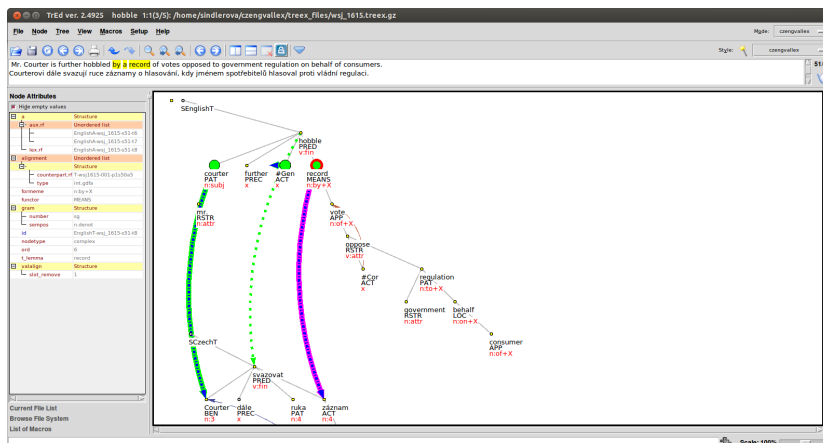 TrEd ver. 2.4925 hobble 1:1(3/5): /home/sindlerova/czengvallex/treex_files/wsj_1615.treex.gz
File Node Tree View Macros Setup Help
Mode: czengvallex
Style: czengvallex
Mr. Courter is further hobbled by a record of votes opposed to government regulation on behalf of consumers.
Courterovi dále svazují ruce záznamy o hlasování, kdy jménem spotřebitelů hlasoval proti vládní regulaci.
51/
Node Attributes
Hide empty values
a Structure
aux.rf Unordered list
EnglishA-wsj_1615-s51-t6
EnglishA-wsj_1615-s51-t7
lex.rf EnglishA-wsj_1615-s51-t8
alignment Unordered list
Structure
counterpart.rf T-wsj1615-001-p1s50a5
type int.gdfa
formeme n:by+X
functor MEANS
gram Structure
number sg
sempos n.denot
id EnglishT-wsj_1615-s51-t8
nodetype complex
ord 6
t_lemma record
valalign Structure
slot_remove 1
Current File List
Browse File System
List of Macros
SEnglishT
hobble
PRED
v:fin
courter further #Gen record
PAT PREC ACT MEANS
n:subj x x n:by+X
mr. vote
RSTR APP
n:attr n:of+X
oppose
RSTR
v:attr
#Cor regulation
ACT PAT
x n:to+X
government behalf
RSTR LOC
n:attr n:on+X
consumer
APP
n:of+X
SCzechT
svazovat
PRED
v:fin
Courter dále ruka záznam
BEN PREC PAT ACT
n:3 x n:4 n:4
Scale: 100%